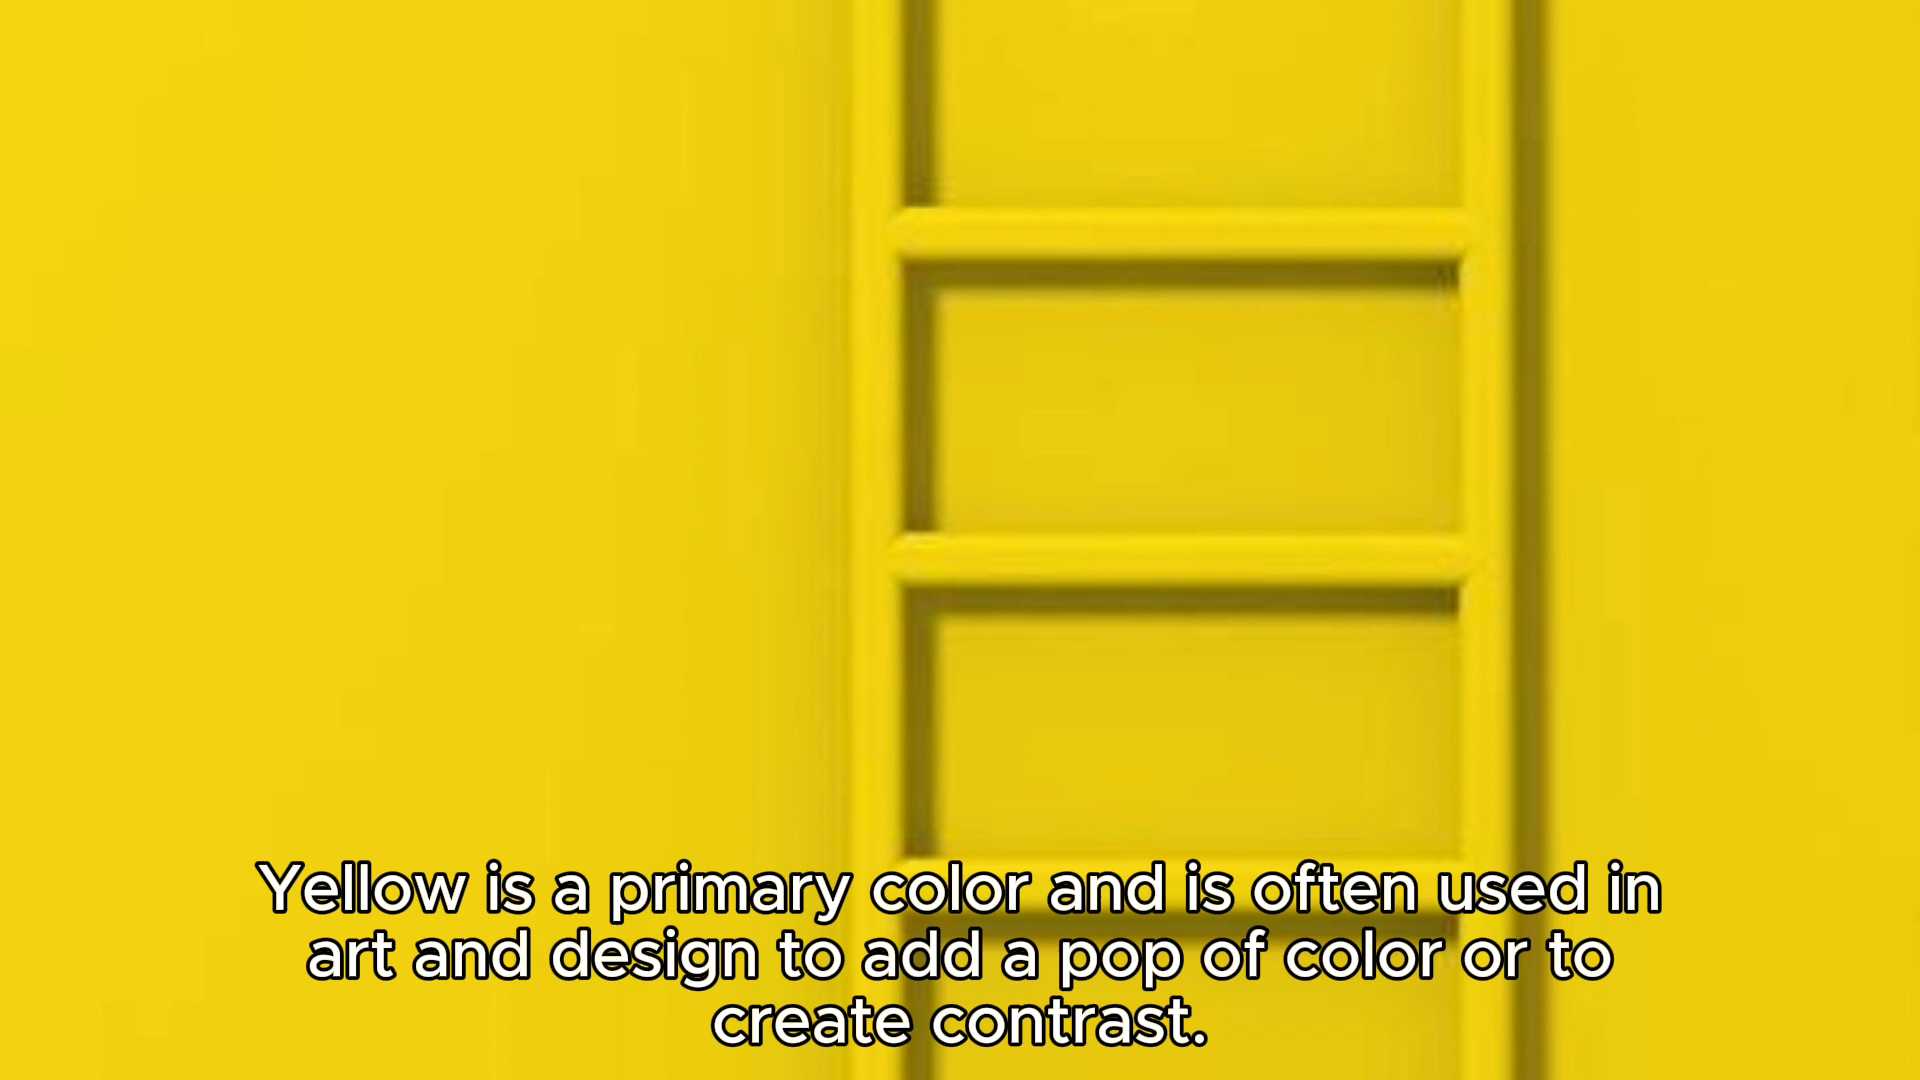 Yellow is a primary color and is often used in
art and design to add a pop of color or to
create contrast.